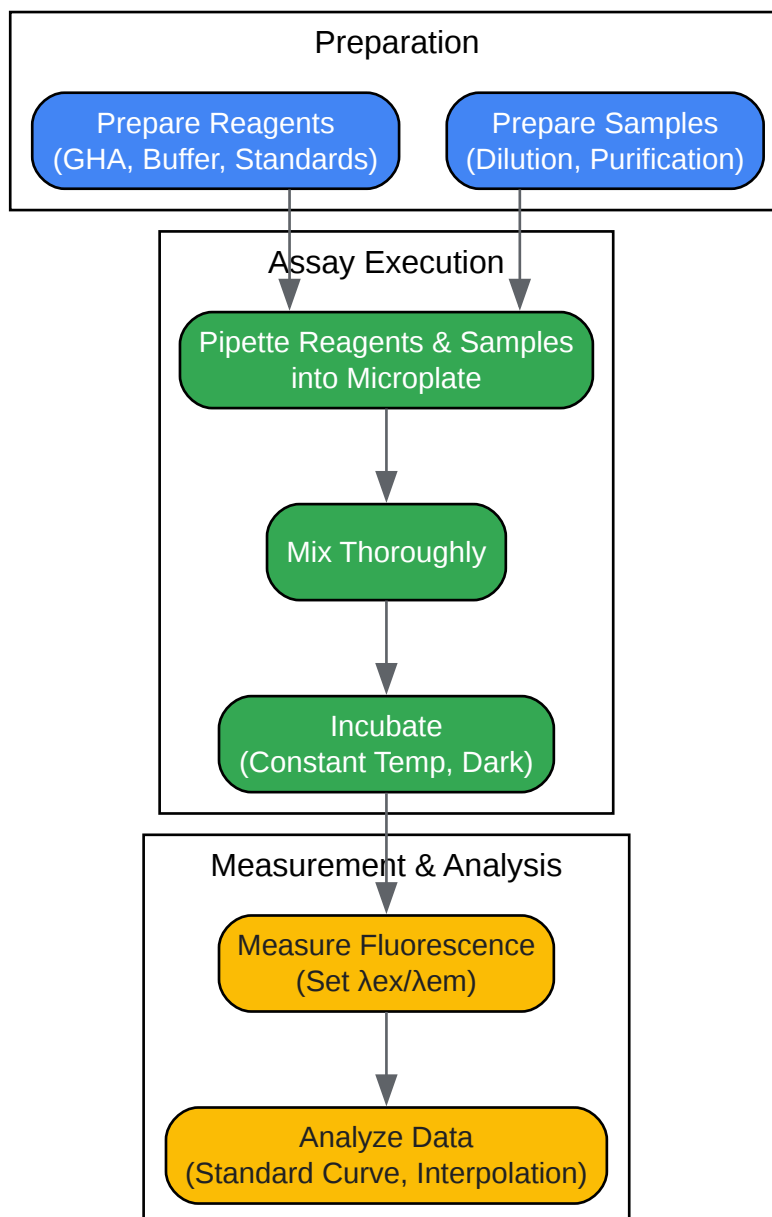 Preparation
Prepare Reagents
(GHA, Buffer, Standards)
Prepare Samples
(Dilution, Purification)
Assay Execution
Pipette Reagents & Samples
into Microplate
Mix Thoroughly
Incubate
(Constant Temp, Dark)
Measurement & Analysis
Measure Fluorescence
(Set λex/λem)
Analyze Data
(Standard Curve, Interpolation)